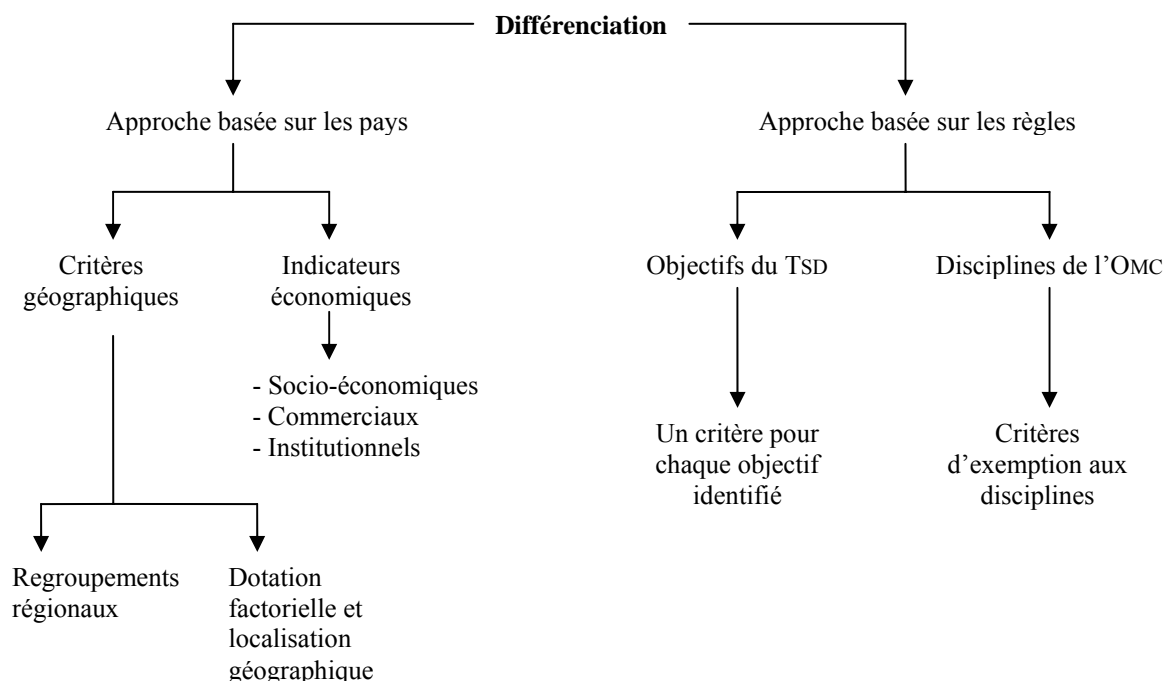 Différenciation
Approche basée sur les pays
Approche basée sur les règles
Critères
géographiques
Indicateurs
économiques
Objectifs du TSD
Disciplines de l'OMC
- Socio-économiques
- Commerciaux
- Institutionnels
Un critère pour
chaque objectif
identifié
Critères
d'exemption aux
disciplines
Regroupements
régionaux
Dotation
factorielle et
localisation
géographique